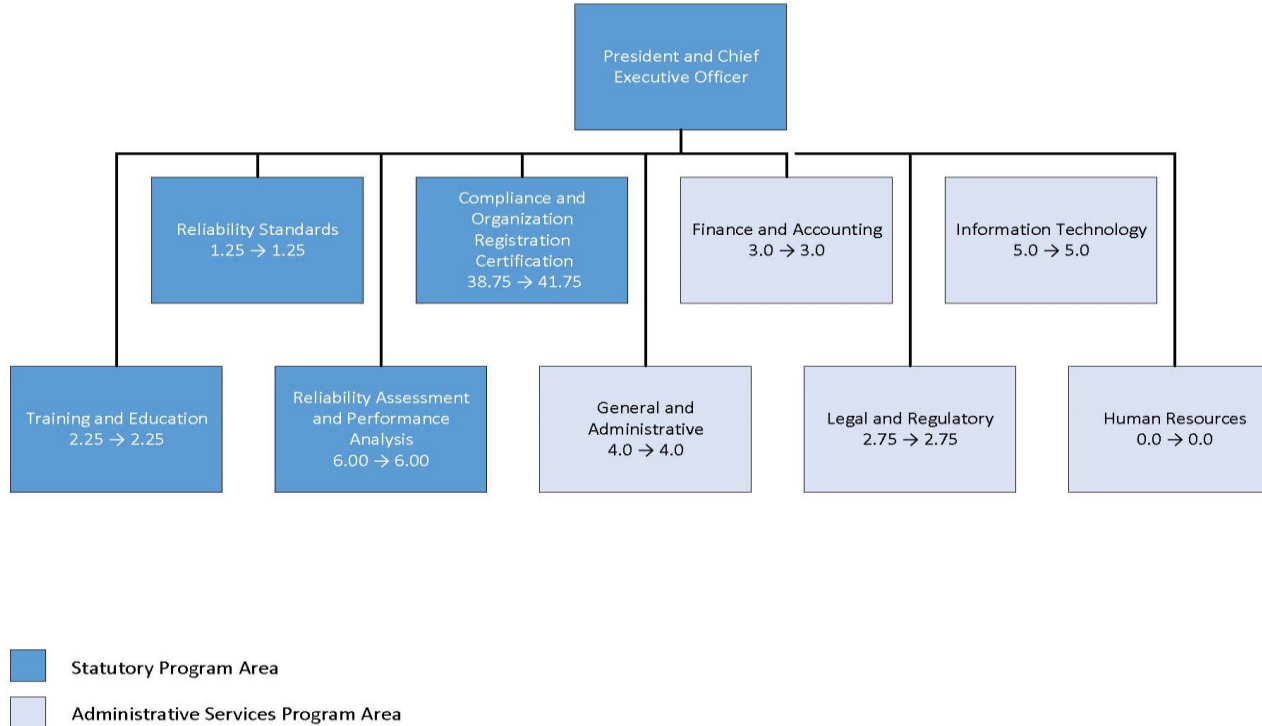 President and Chief
Executive Officer
Reliability Standards
1.25 → 1.25
Compliance and
Organization
Registration
Certification
38.75 → 41.75
Finance and Accounting
3.0 → 3.0
Information Technology
5.0 → 5.0
Training and Education
2.25 → 2.25
Reliability Assessment
and Performance
Analysis
6.00 → 6.00
General and
Administrative
4.0 → 4.0
Legal and Regulatory
2.75 → 2.75
Human Resources
0.0 → 0.0
Statutory Program Area
Administrative Services Program Area